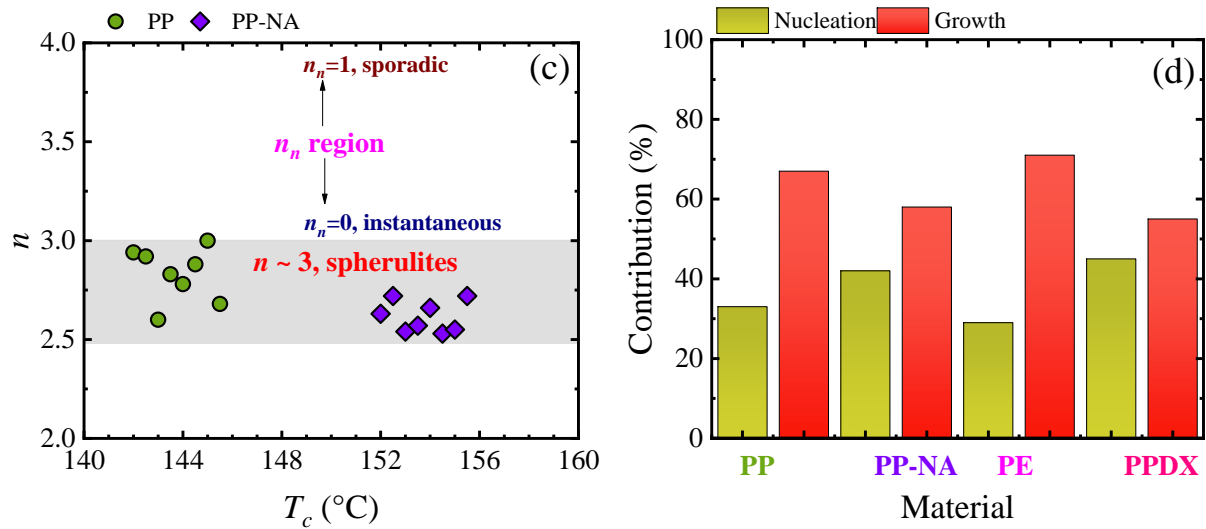 PP PP-NA
4.0
3.5
3.0
2.5
2.0
n
(c)
n_n=1, sporadic
n_n region
n_n=0, instantaneous
n ~ 3, spherulites
140 144 148 152 156 160
T_c (°C)
Nucleation Growth
100
80
60
40
20
0
Contribution (%)
(d)
PP PP-NA PE PPDX
Material